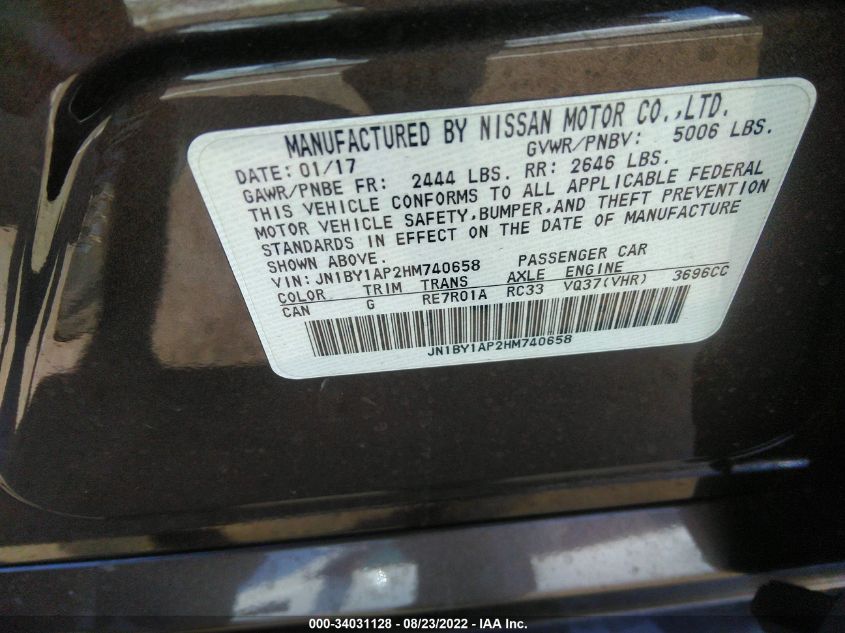 MANUFACTURED BY NISSAN MOTOR CO.,LTD.
DATE: 01/17 GVWR/PNBV: 5006 LBS.
GAWR/PNBE FR: 2444 LBS. RR: 2646 LBS.
THIS VEHICLE CONFORMS TO ALL APPLICABLE FEDERAL
MOTOR VEHICLE SAFETY,BUMPER,AND THEFT PREVENTION
STANDARDS IN EFFECT ON THE DATE OF MANUFACTURE
SHOWN ABOVE.
VIN: JN1BY1AP2HM740658 PASSENGER CAR
COLOR TRIM TRANS AXLE ENGINE
CAN G RE7R01A RC33 VQ37(VHR) 3696CC
JN1BY1AP2HM740658
000-34031128 - 08/23/2022 - IAA Inc.